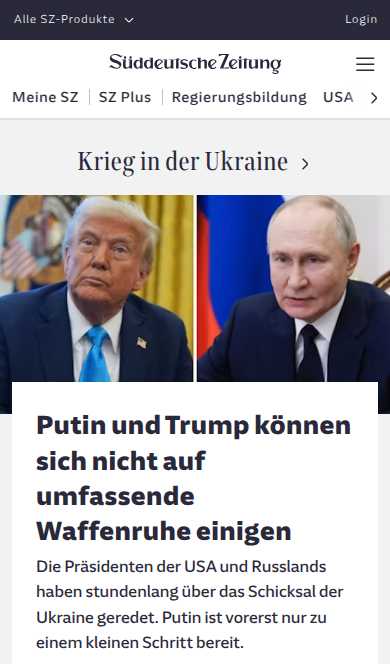 Alle SZ-Produkte
Login
Süddeutsche Zeitung
Meine SZ
SZ Plus
Regierungsbildung
USA
Krieg in der Ukraine
Putin und Trump können
sich nicht auf
umfassende
Waffenruhe einigen
Die Präsidenten der USA und Russlands
haben stundenlang über das Schicksal der
Ukraine geredet. Putin ist vorerst nur zu
einem kleinen Schritt bereit.